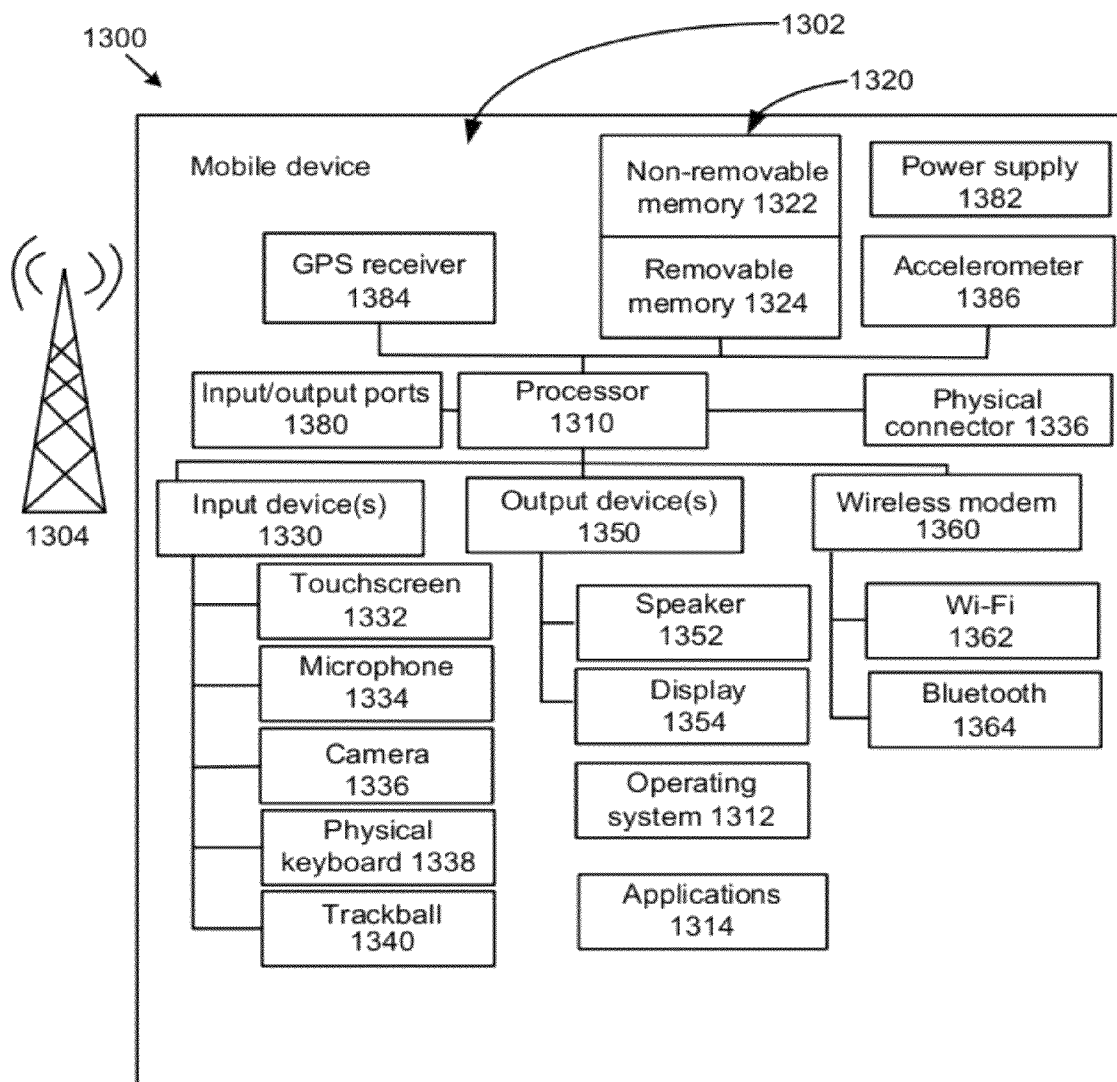 1300
1302
1320
Mobile device
Non-removable
memory 1322
Power supply
1382
GPS receiver
1384
Removable
memory 1324
Accelerometer
1386
Input/output ports
1380
Processor
1310
Physical
connector 1336
1304
Input device(s)
1330
Output device(s)
1350
Wireless modem
1360
Touchscreen
1332
Speaker
1352
Wi-Fi
1362
Microphone
1334
Display
1354
Bluetooth
1364
Camera
1336
Operating
system 1312
Physical
keyboard 1338
Applications
1314
Trackball
1340